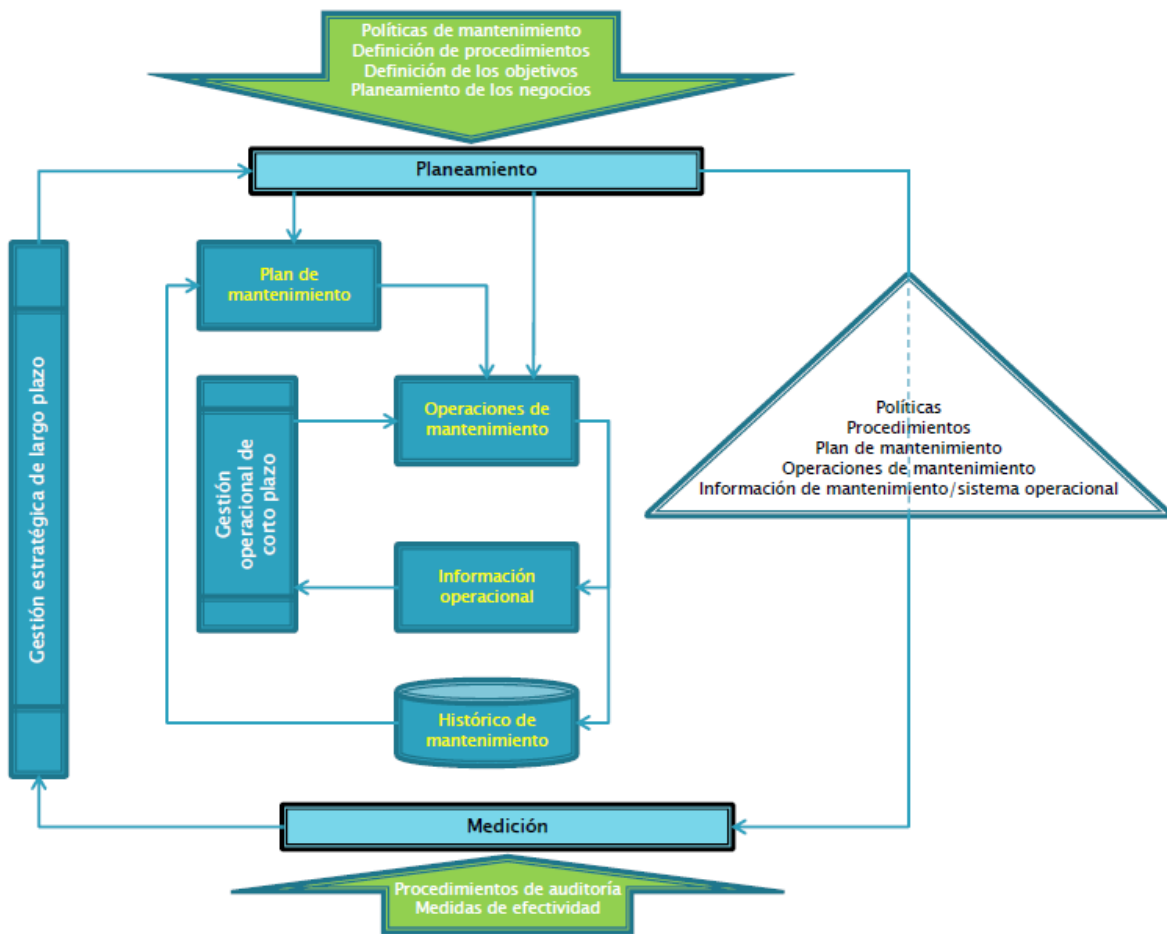 Políticas de mantenimiento
Definición de procedimientos
Definición de los objetivos
Planeamiento de los negocios
Planeamiento
Plan de
mantenimiento
Gestión estratégica de largo plazo
Gestión
operacional de
corto plazo
Operaciones de
mantenimiento
Políticas
Procedimientos
Plan de mantenimiento
Operaciones de mantenimiento
Información de mantenimiento/sistema operacional
Información
operacional
Histórico de
mantenimiento
Medición
Procedimientos de auditoría
Medidas de efectividad